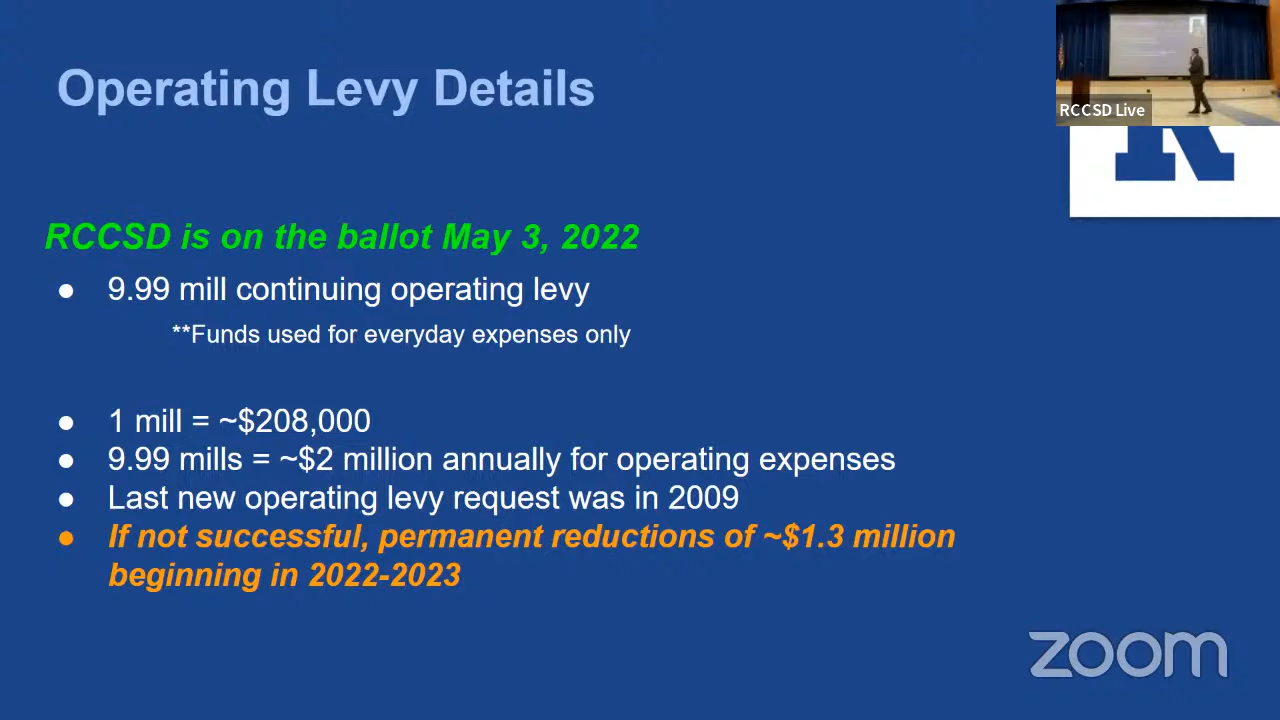 Operating Levy Details
RCCSD Live
R
RCCSD is on the ballot May 3, 2022
● 9.99 mill continuing operating levy
**Funds used for everyday expenses only
● 1 mill = ~$208,000
● 9.99 mills = ~$2 million annually for operating expenses
● Last new operating levy request was in 2009
● If not successful, permanent reductions of ~$1.3 million
beginning in 2022-2023
zoom